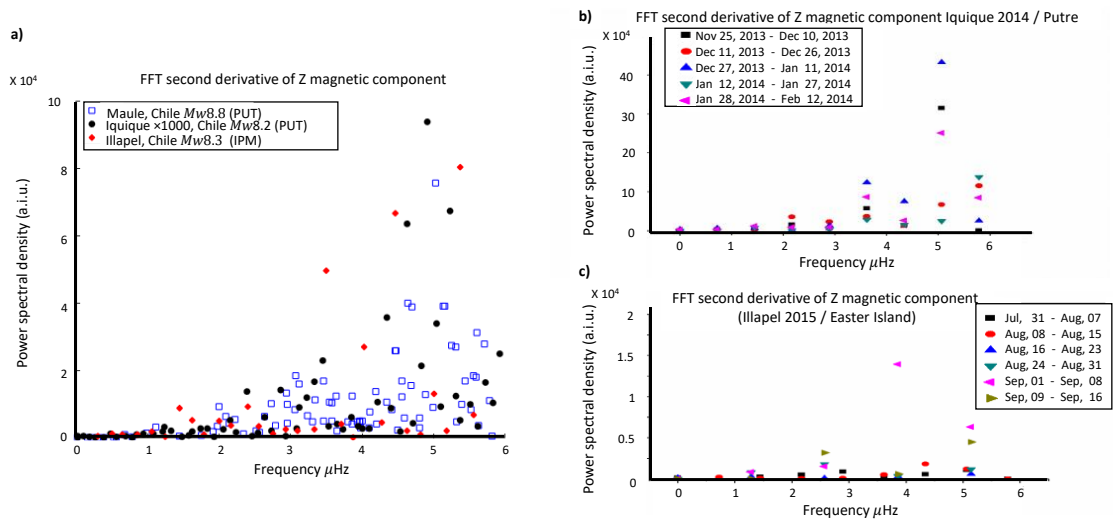 a)
X 10⁴
FFT second derivative of Z magnetic component
Maule, Chile Mw8.8 (PUT)
Iquique ×1000, Chile Mw8.2 (PUT)
Illapel, Chile Mw8.3 (IPM)
Power spectral density (a.i.u.)
10
8
6
4
2
0
0 1 2 3 4 5 6
Frequency μHz
b)
FFT second derivative of Z magnetic component Iquique 2014 / Putre
X 10⁴
Nov 25, 2013 - Dec 10, 2013
Dec 11, 2013 - Dec 26, 2013
Dec 27, 2013 - Jan 11, 2014
Jan 12, 2014 - Jan 27, 2014
Jan 28, 2014 - Feb 12, 2014
Power spectral density (a.i.u.)
40
30
20
10
0
0 1 2 3 4 5 6
Frequency μHz
c)
X 10⁴
FFT second derivative of Z magnetic component
(Illapel 2015 / Easter Island)
Jul, 31 - Aug, 07
Aug, 08 - Aug, 15
Aug, 16 - Aug, 23
Aug, 24 - Aug, 31
Sep, 01 - Sep, 08
Sep, 09 - Sep, 16
Power spectral density (a.i.u.)
2
1.5
1
0.5
0
0 1 2 3 4 5 6
Frequency μHz